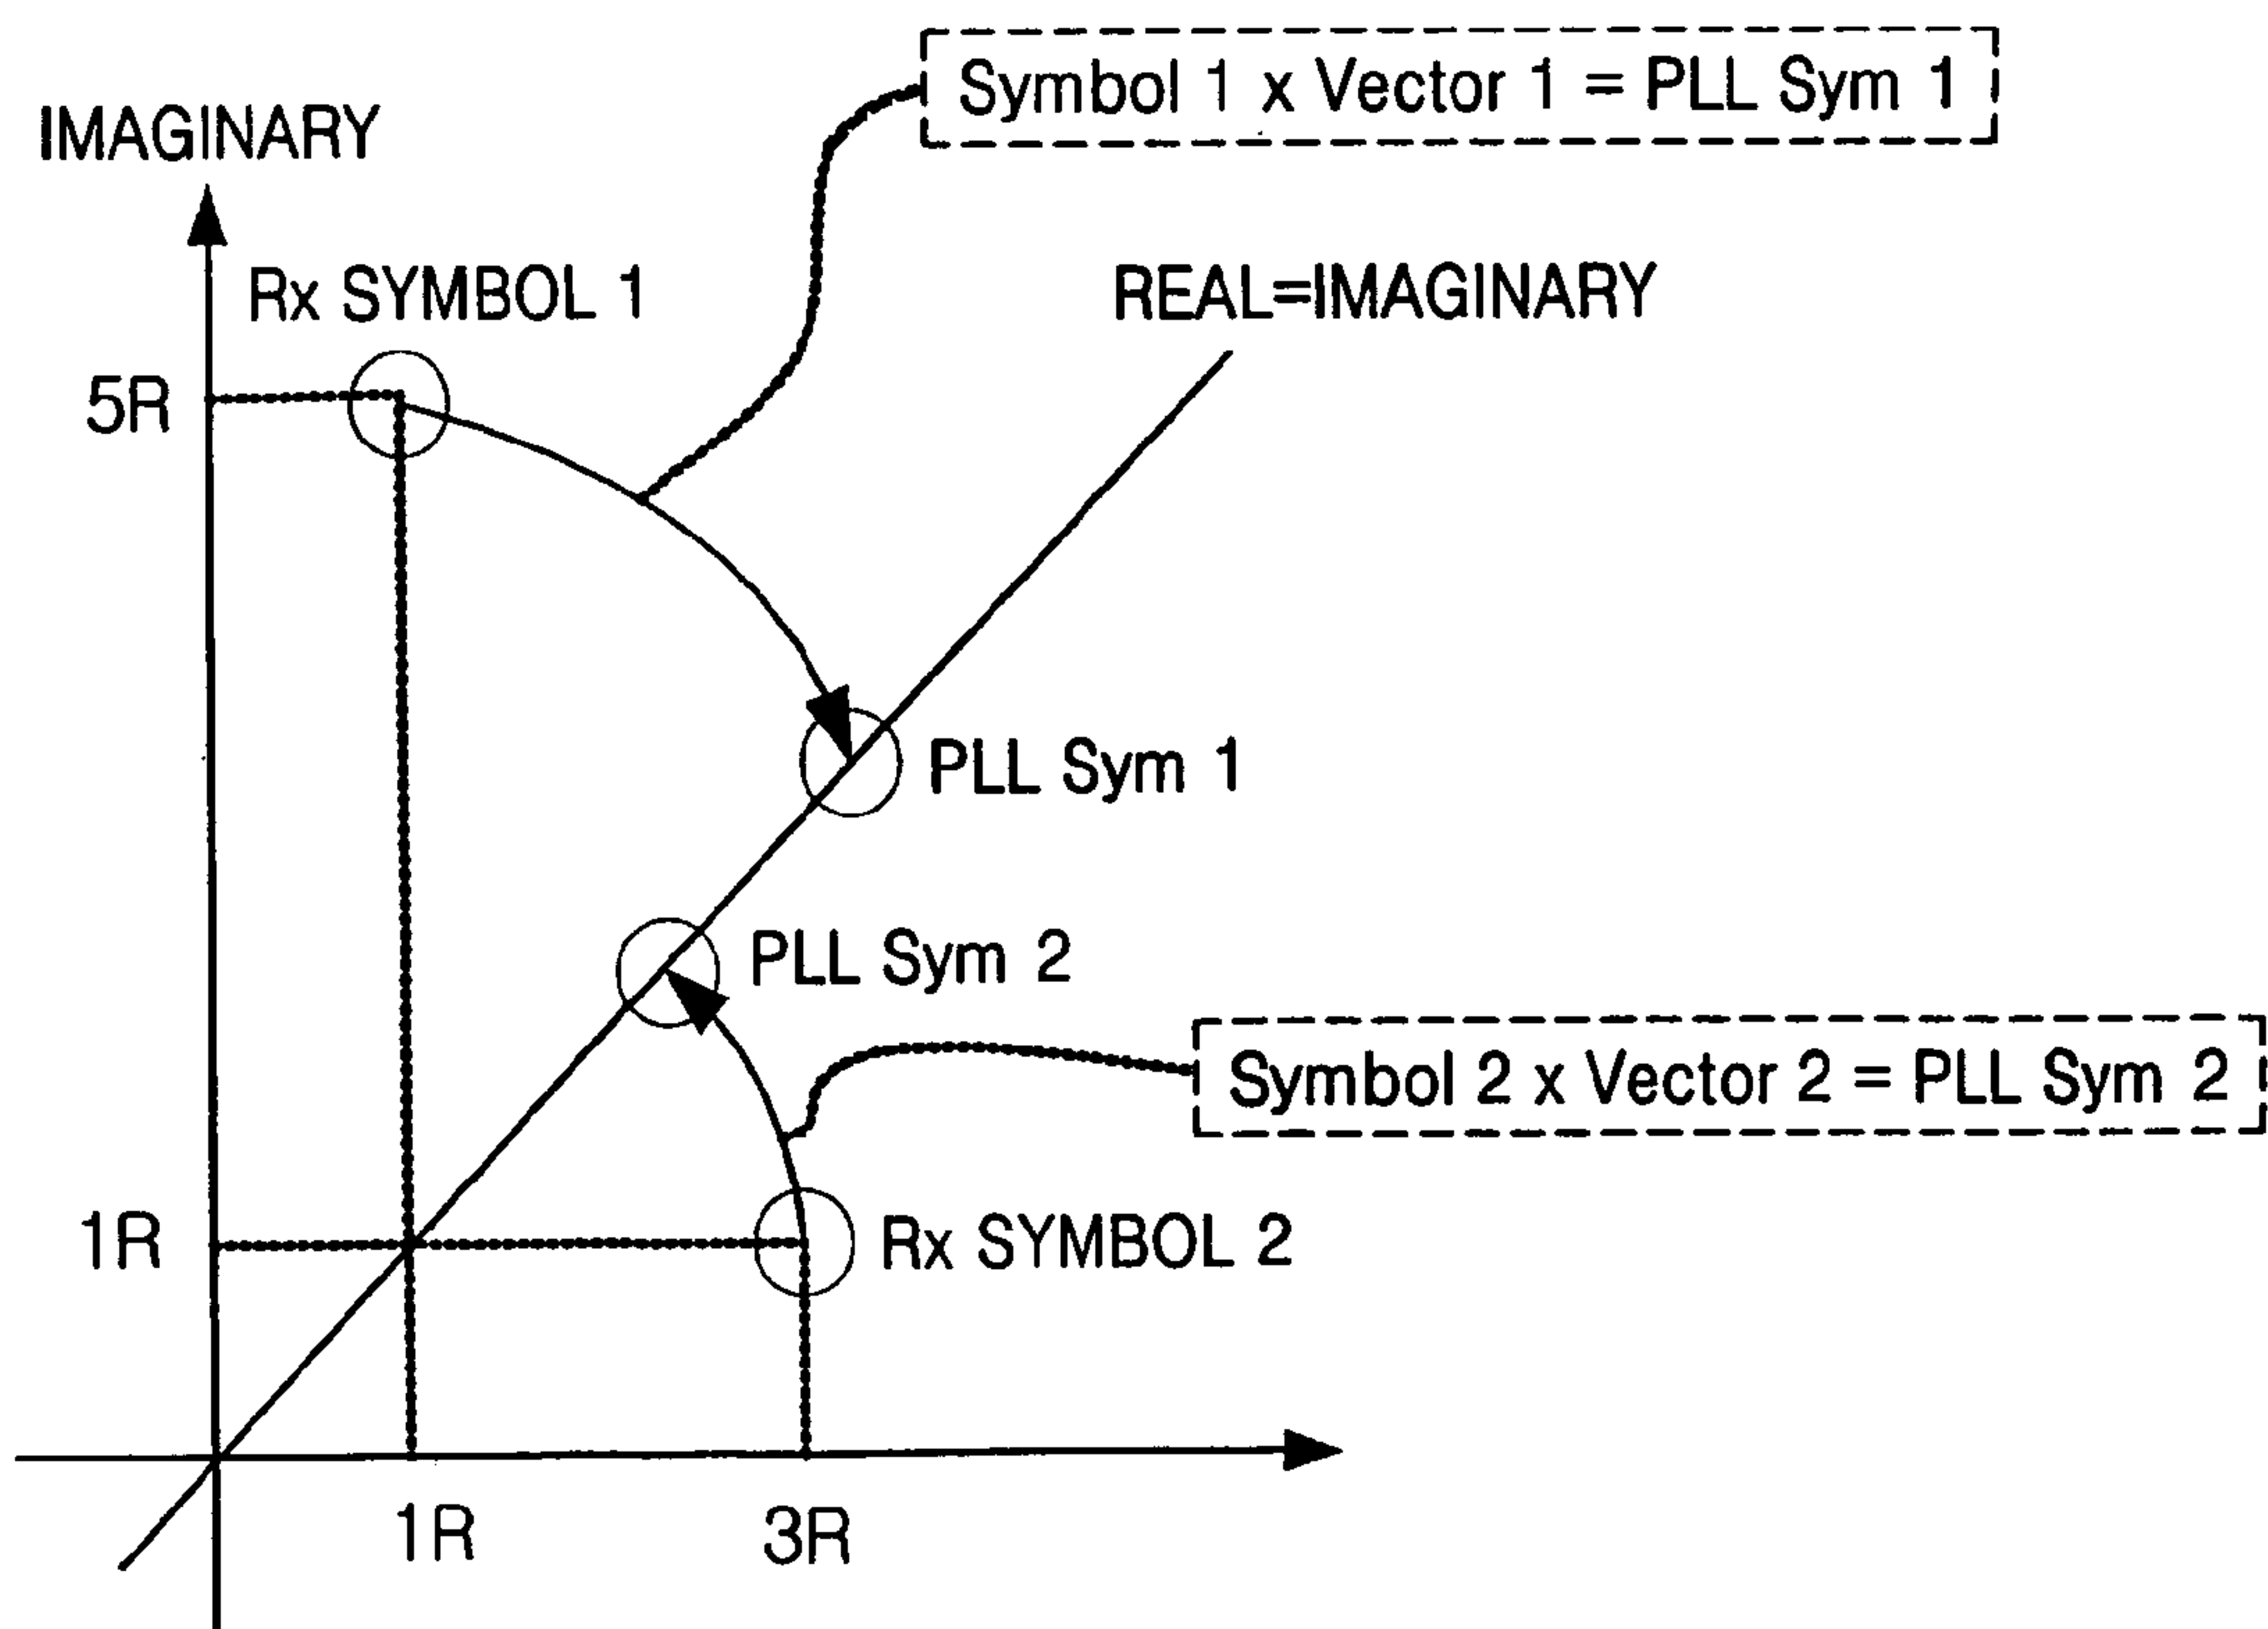 Symbol 1 x Vector 1 = PLL Sym 1
IMAGINARY
Rx SYMBOL 1
REAL=IMAGINARY
5R
PLL Sym 1
PLL Sym 2
Symbol 2 x Vector 2 = PLL Sym 2
1R
Rx SYMBOL 2
1R
3R